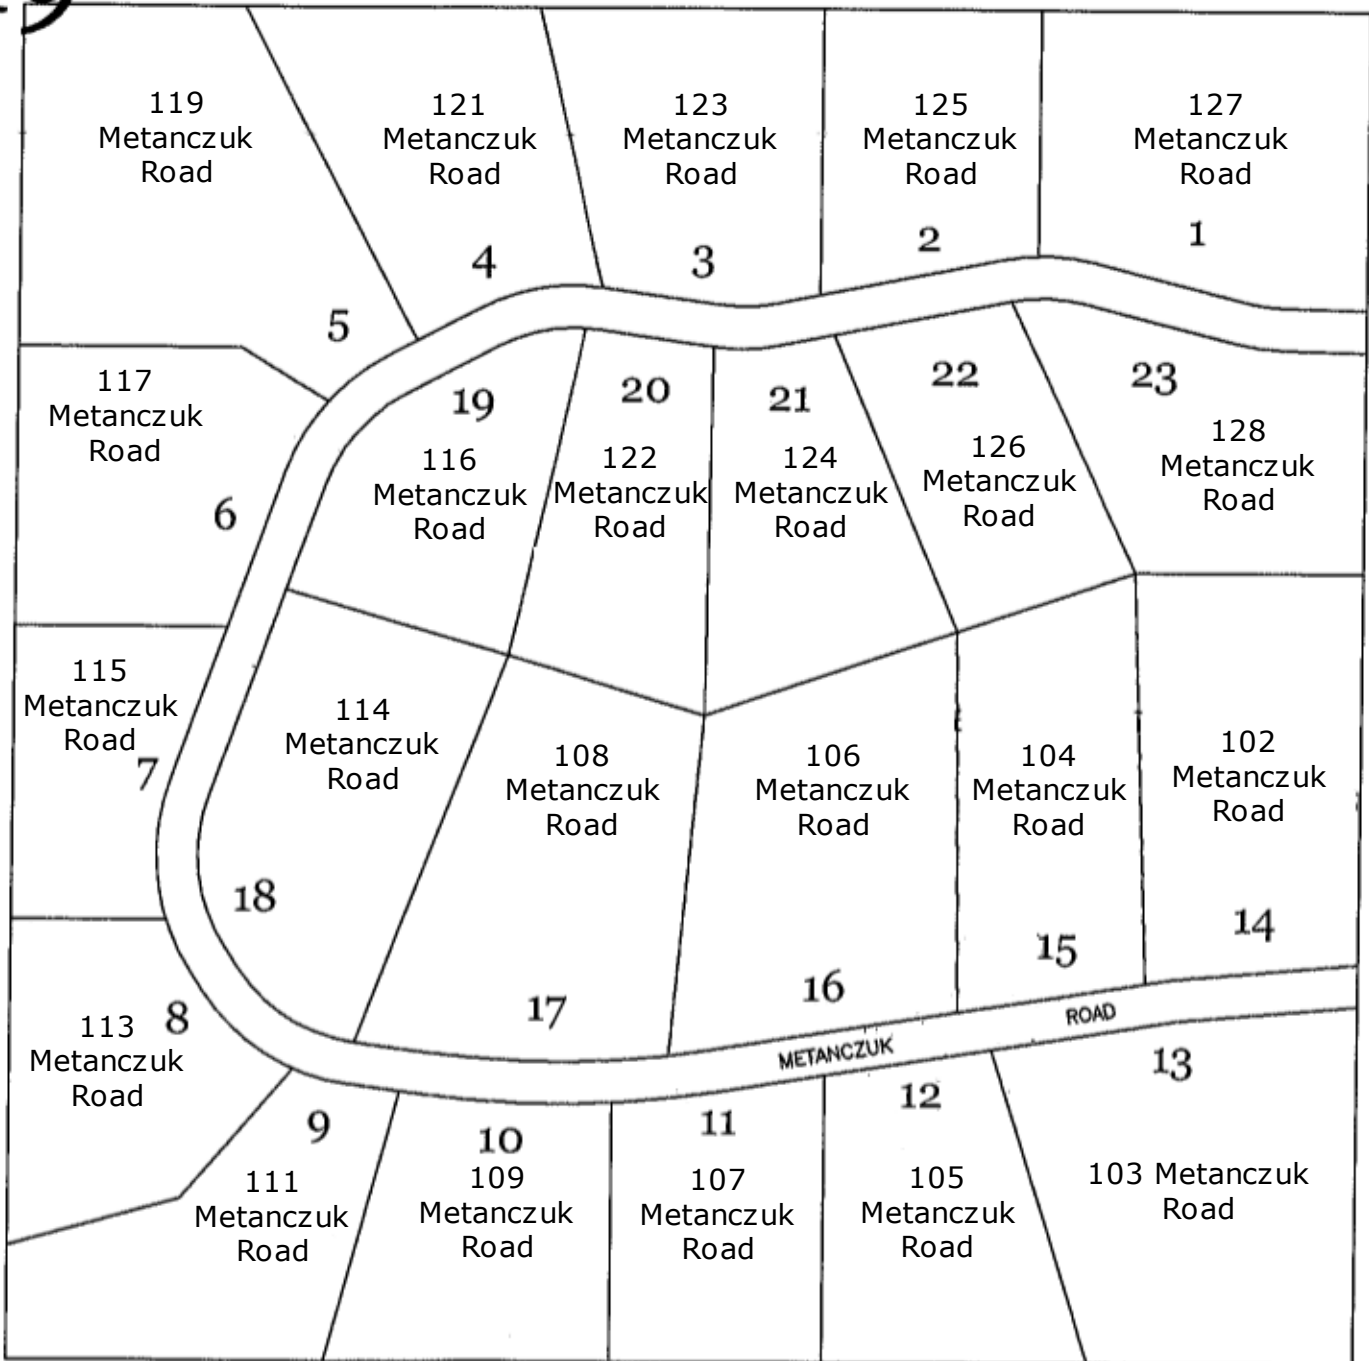 119
Metanczuk
Road
121
Metanczuk
Road
123
Metanczuk
Road
125
Metanczuk
Road
127
Metanczuk
Road
5
4
3
2
1
117
Metanczuk
Road
6
19
116
Metanczuk
Road
20
122
Metanczuk
Road
21
124
Metanczuk
Road
22
126
Metanczuk
Road
23
128
Metanczuk
Road
115
Metanczuk
Road
7
114
Metanczuk
Road
18
108
Metanczuk
Road
17
106
Metanczuk
Road
16
104
Metanczuk
Road
15
102
Metanczuk
Road
14
METANCZUK ROAD
113
Metanczuk
Road
8
9
111
Metanczuk
Road
10
109
Metanczuk
Road
11
107
Metanczuk
Road
12
105
Metanczuk
Road
13
103 Metanczuk
Road